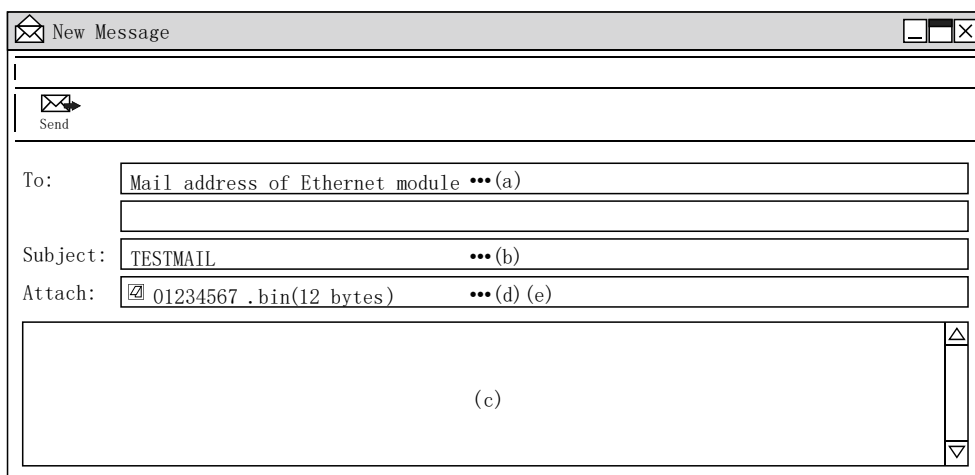 New Message
Send
To: Mail address of Ethernet module •••(a)
Subject: TESTMAIL •••(b)
Attach: 01234567 .bin(12 bytes) •••(d)(e)
(c)